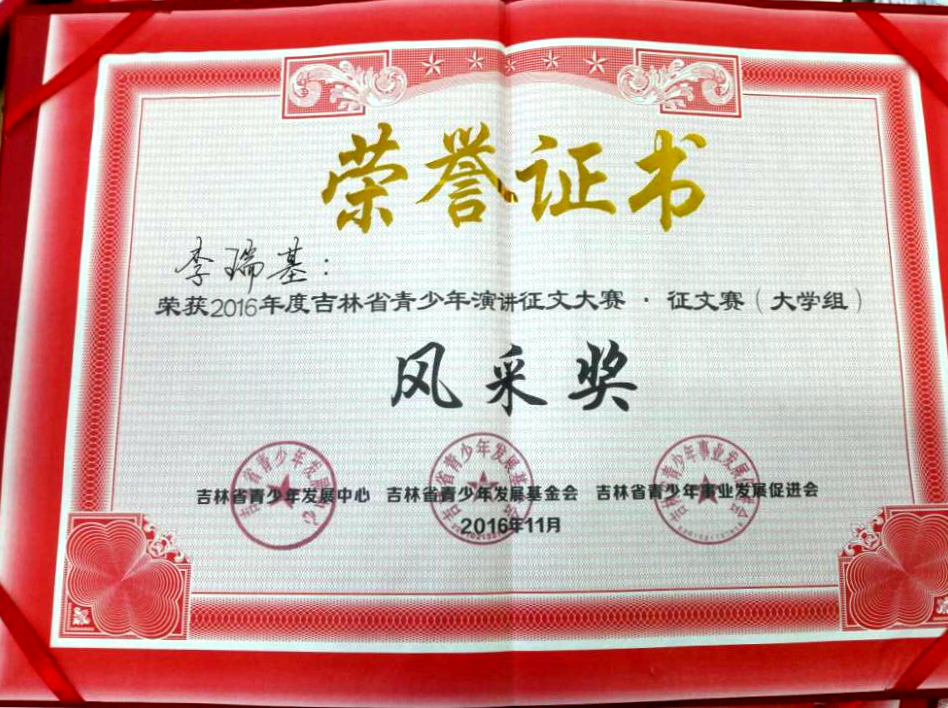 荣誉证书
李瑞基：
荣获2016年度吉林省青少年演讲征文大赛·征文赛（大学组）
风采奖
吉林省青少年发展中心 吉林省青少年发展基金会 吉林省青少年事业发展促进会
2016年11月